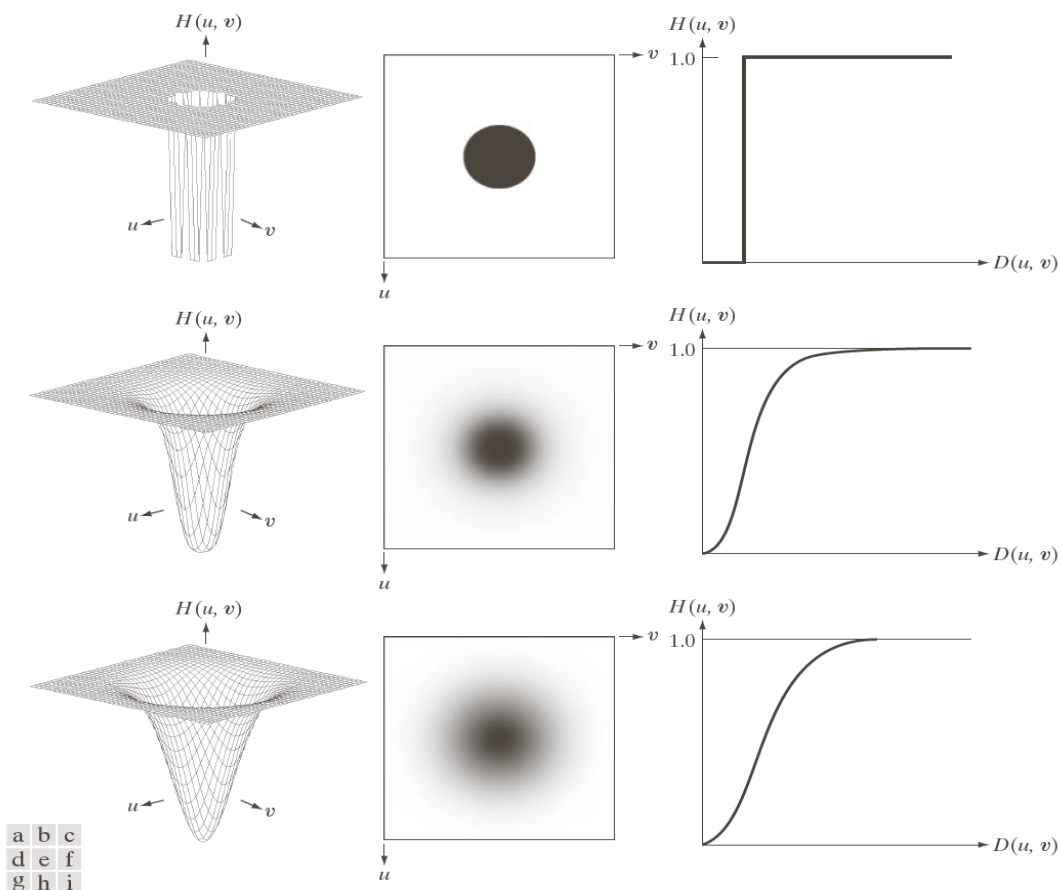 H(u, v)
H(u, v)
v
1.0
u
v
D(u, v)
u
H(u, v)
H(u, v)
v
1.0
u
v
D(u, v)
u
H(u, v)
H(u, v)
v
1.0
u
v
D(u, v)
u
a b c
d e f
g h i